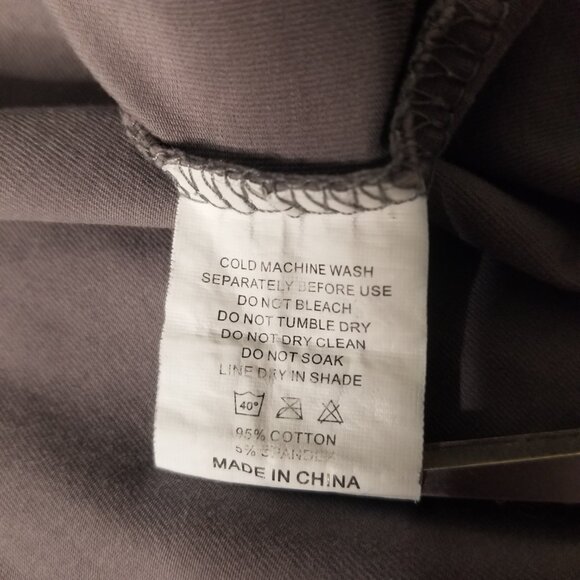 COLD MACHINE WASH
SEPARATELY BEFORE USE
DO NOT BLEACH
DO NOT TUMBLE DRY
DO NOT DRY CLEAN
DO NOT SOAK
LINE DRY IN SHADE
40°
95% COTTON
5% SPANDEX
MADE IN CHINA